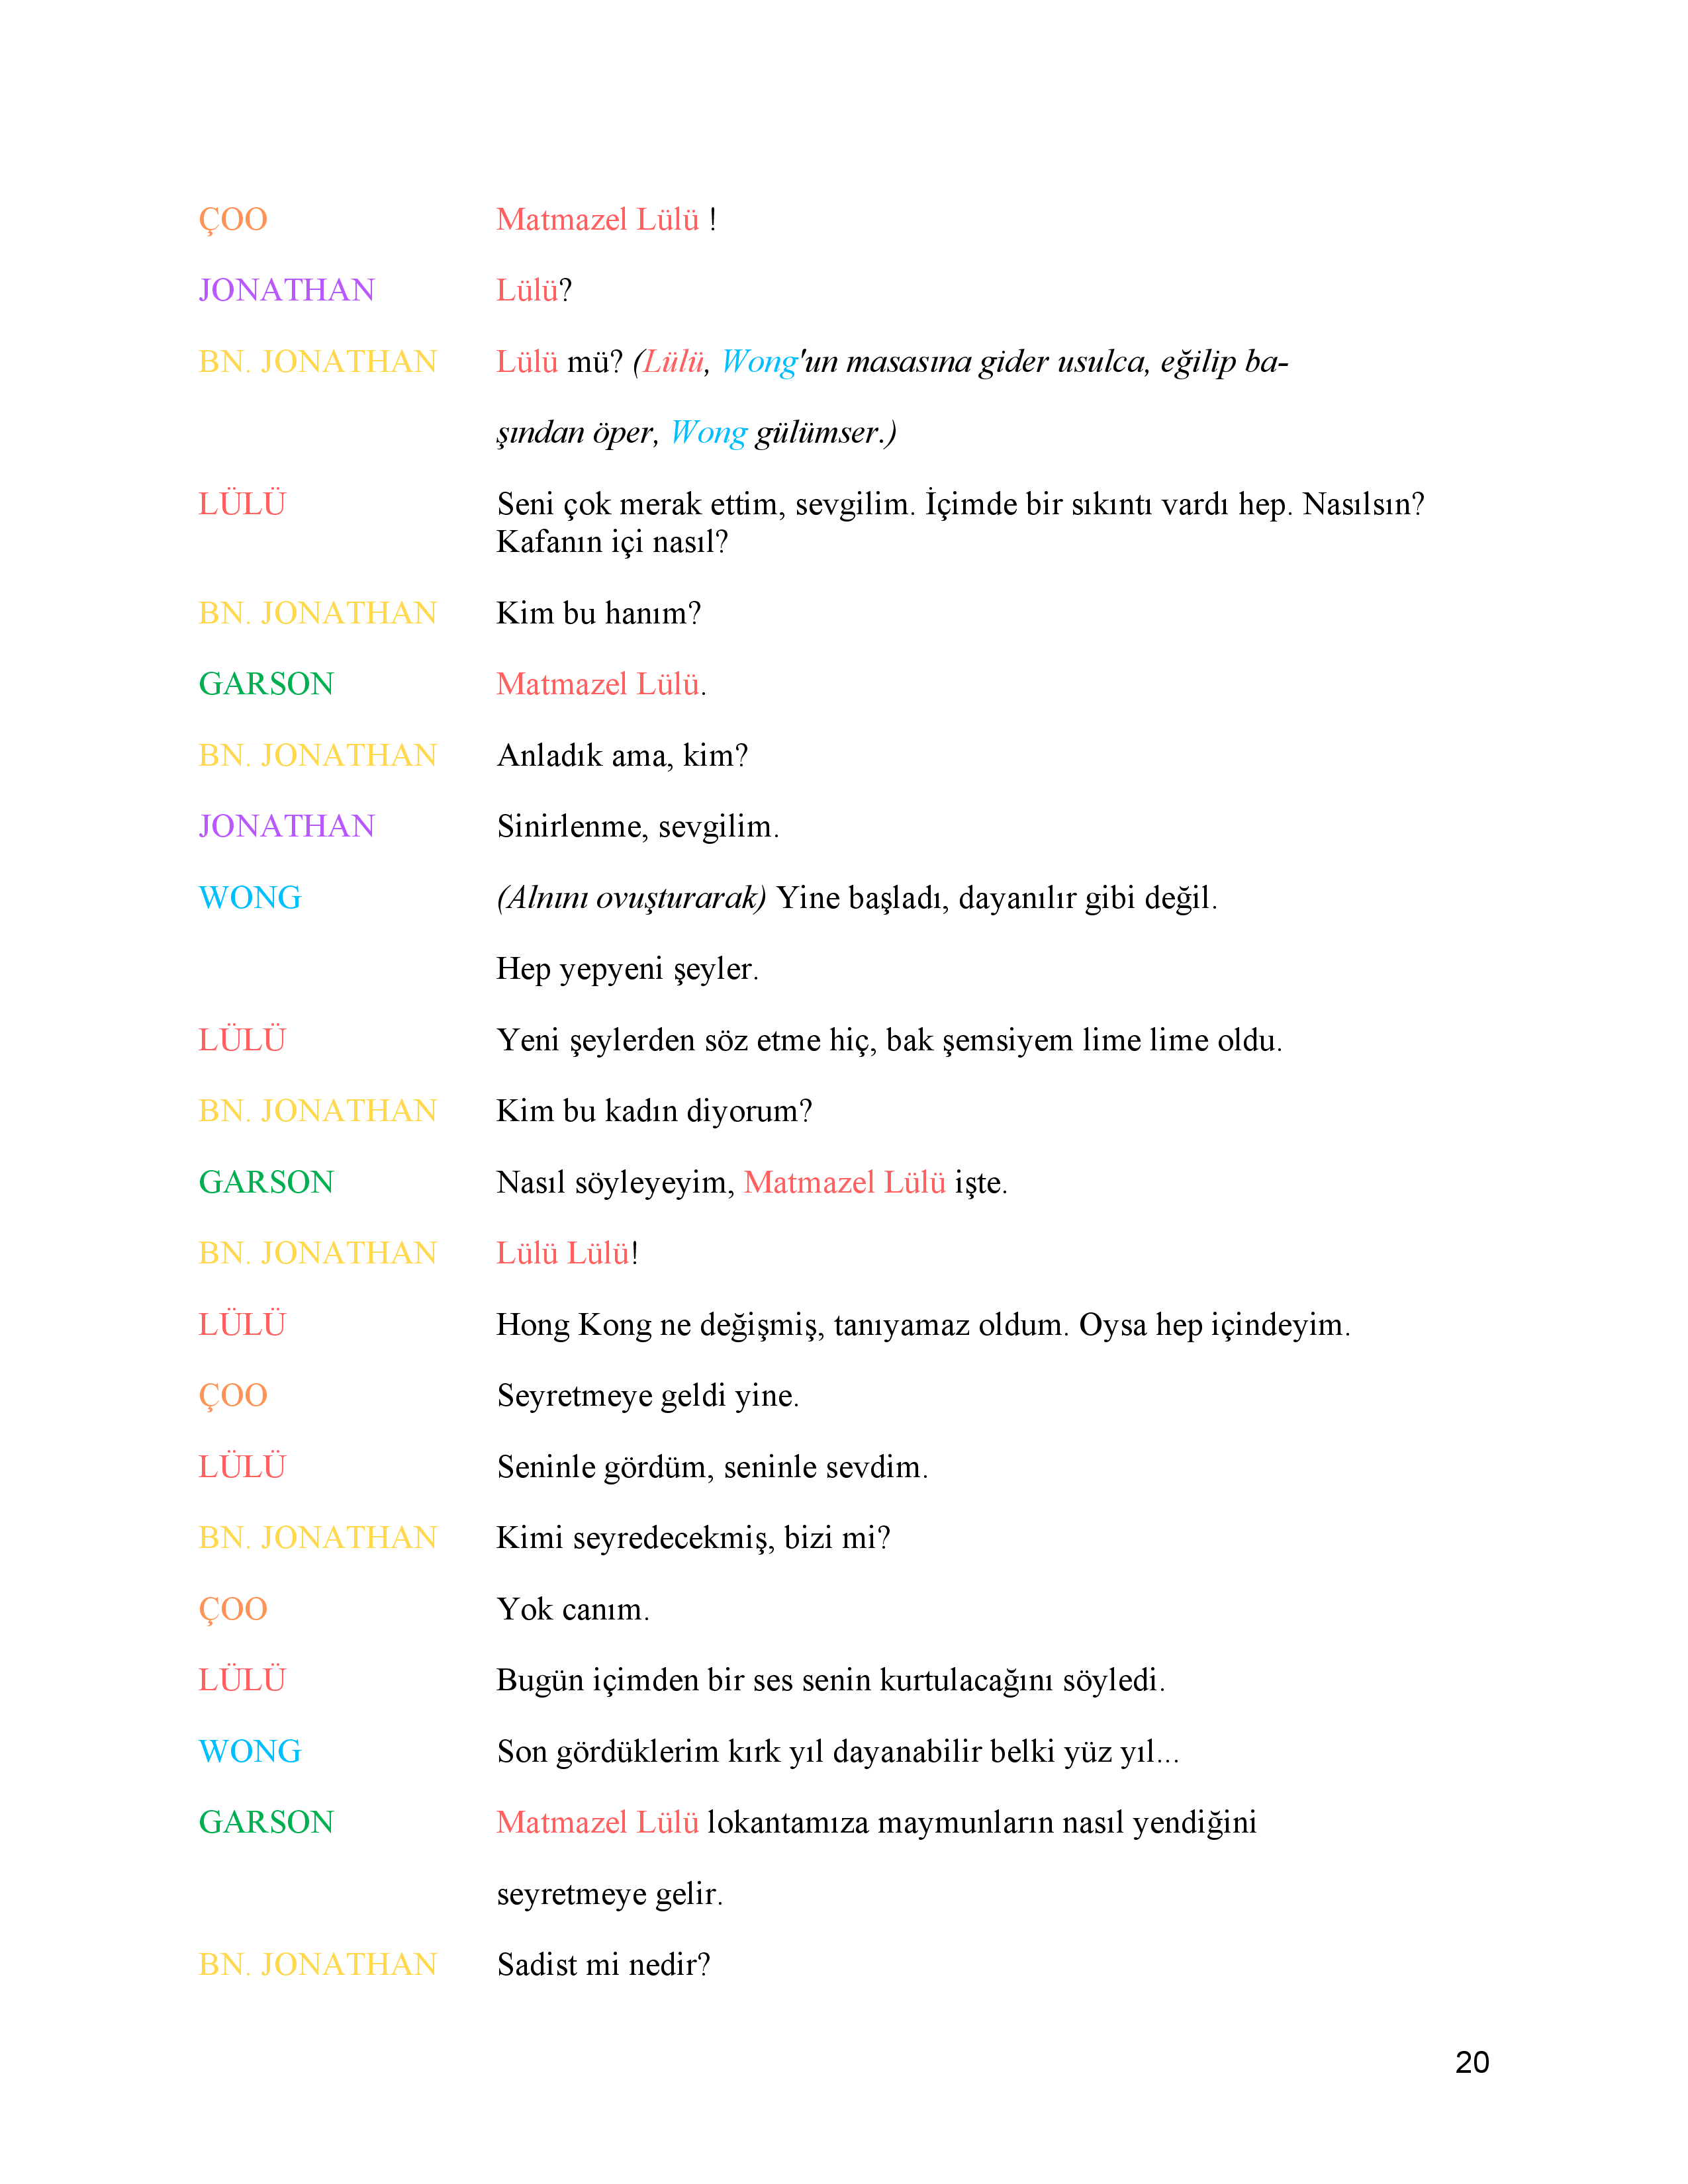 ÇOO Matmazel Lülü !
JONATHAN Lülü?
BN. JONATHAN Lülü mü? (Lülü, Wong'un masasına gider usulca, eğilip ba-
şından öper, Wong gülümser.)
LÜLÜ Seni çok merak ettim, sevgilim. İçimde bir sıkıntı vardı hep. Nasılsın?
Kafanın içi nasıl?
BN. JONATHAN Kim bu hanım?
GARSON Matmazel Lülü.
BN. JONATHAN Anladık ama, kim?
JONATHAN Sinirlenme, sevgilim.
WONG (Alnını ovuşturarak) Yine başladı, dayanılır gibi değil.
Hep yepyeni şeyler.
LÜLÜ Yeni şeylerden söz etme hiç, bak şemsiyem lime lime oldu.
BN. JONATHAN Kim bu kadın diyorum?
GARSON Nasıl söyleyeyim, Matmazel Lülü işte.
BN. JONATHAN Lülü Lülü!
LÜLÜ Hong Kong ne değişmiş, tanıyamaz oldum. Oysa hep içindeyim.
ÇOO Seyretmeye geldi yine.
LÜLÜ Seninle gördüm, seninle sevdim.
BN. JONATHAN Kimi seyredecekmiş, bizi mi?
ÇOO Yok canım.
LÜLÜ Bugün içimden bir ses senin kurtulacağını söyledi.
WONG Son gördüklerim kırk yıl dayanabilir belki yüz yıl...
GARSON Matmazel Lülü lokantamıza maymunların nasıl yendiğini
seyretmeye gelir.
BN. JONATHAN Sadist mi nedir?
20